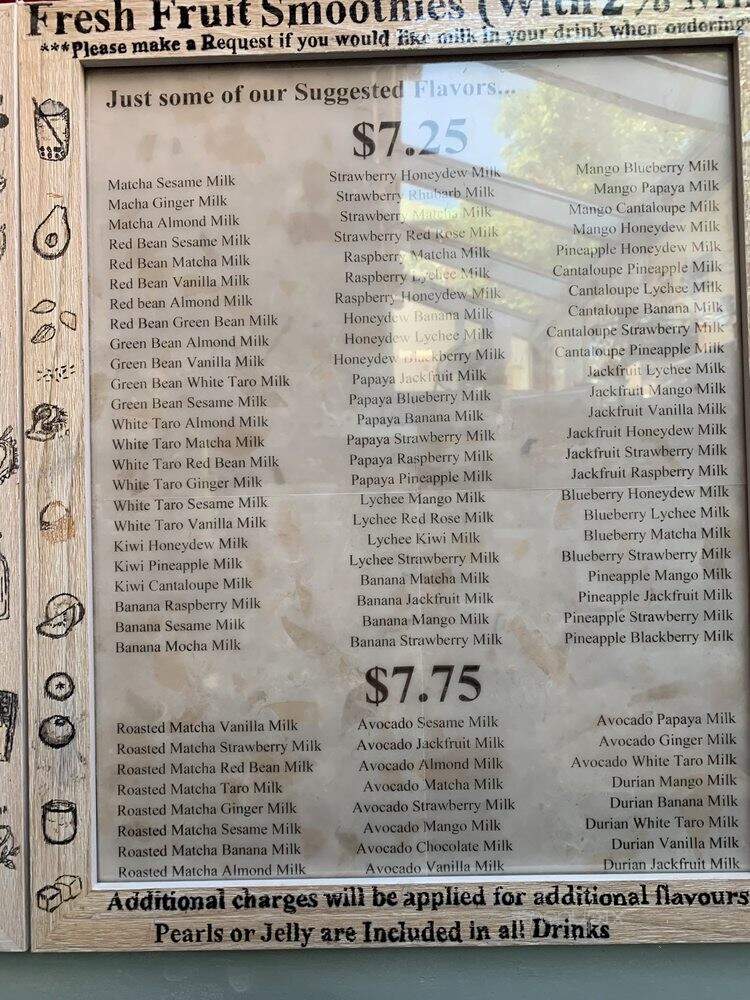 Fresh Fruit Smoothies (With 2%
***Please make a Request if you would like milk in your drink when ordering
Just some of our Suggested Flavors...
$7.25
Matcha Sesame Milk
Macha Ginger Milk
Matcha Almond Milk
Red Bean Sesame Milk
Red Bean Matcha Milk
Red Bean Vanilla Milk
Red bean Almond Milk
Red Bean Green Bean Milk
Green Bean Almond Milk
Green Bean Vanilla Milk
Green Bean White Taro Milk
Green Bean Sesame Milk
White Taro Almond Milk
White Taro Matcha Milk
White Taro Red Bean Milk
White Taro Ginger Milk
White Taro Sesame Milk
White Taro Vanilla Milk
Kiwi Honeydew Milk
Kiwi Pineapple Milk
Kiwi Cantaloupe Milk
Banana Raspberry Milk
Banana Sesame Milk
Banana Mocha Milk
Strawberry Honeydew Milk
Strawberry Rhubarb Milk
Strawberry Matcha Milk
Strawberry Red Rose Milk
Raspberry Matcha Milk
Raspberry Lychee Milk
Raspberry Honeydew Milk
Honeydew Banana Milk
Honeydew Lychee Milk
Honeydew Blackberry Milk
Papaya Jackfruit Milk
Papaya Blueberry Milk
Papaya Banana Milk
Papaya Strawberry Milk
Papaya Raspberry Milk
Papaya Pineapple Milk
Lychee Mango Milk
Lychee Red Rose Milk
Lychee Kiwi Milk
Lychee Strawberry Milk
Banana Matcha Milk
Banana Jackfruit Milk
Banana Mango Milk
Banana Strawberry Milk
Mango Blueberry Milk
Mango Papaya Milk
Mango Cantaloupe Milk
Mango Honeydew Milk
Pineapple Honeydew Milk
Cantaloupe Pineapple Milk
Cantaloupe Lychee Milk
Cantaloupe Banana Milk
Cantaloupe Strawberry Milk
Cantaloupe Pineapple Milk
Jackfruit Lychee Milk
Jackfruit Mango Milk
Jackfruit Vanilla Milk
Jackfruit Honeydew Milk
Jackfruit Strawberry Milk
Jackfruit Raspberry Milk
Blueberry Honeydew Milk
Blueberry Lychee Milk
Blueberry Matcha Milk
Blueberry Strawberry Milk
Pineapple Mango Milk
Pineapple Jackfruit Milk
Pineapple Strawberry Milk
Pineapple Blackberry Milk
$7.75
Roasted Matcha Vanilla Milk
Roasted Matcha Strawberry Milk
Roasted Matcha Red Bean Milk
Roasted Matcha Taro Milk
Roasted Matcha Ginger Milk
Roasted Matcha Sesame Milk
Roasted Matcha Banana Milk
Roasted Matcha Almond Milk
Avocado Sesame Milk
Avocado Jackfruit Milk
Avocado Almond Milk
Avocado Matcha Milk
Avocado Strawberry Milk
Avocado Mango Milk
Avocado Chocolate Milk
Avocado Vanilla Milk
Avocado Papaya Milk
Avocado Ginger Milk
Avocado White Taro Milk
Durian Mango Milk
Durian Banana Milk
Durian White Taro Milk
Durian Vanilla Milk
Durian Jackfruit Milk
Additional charges will be applied for additional flavours
Pearls or Jelly are Included in all Drinks